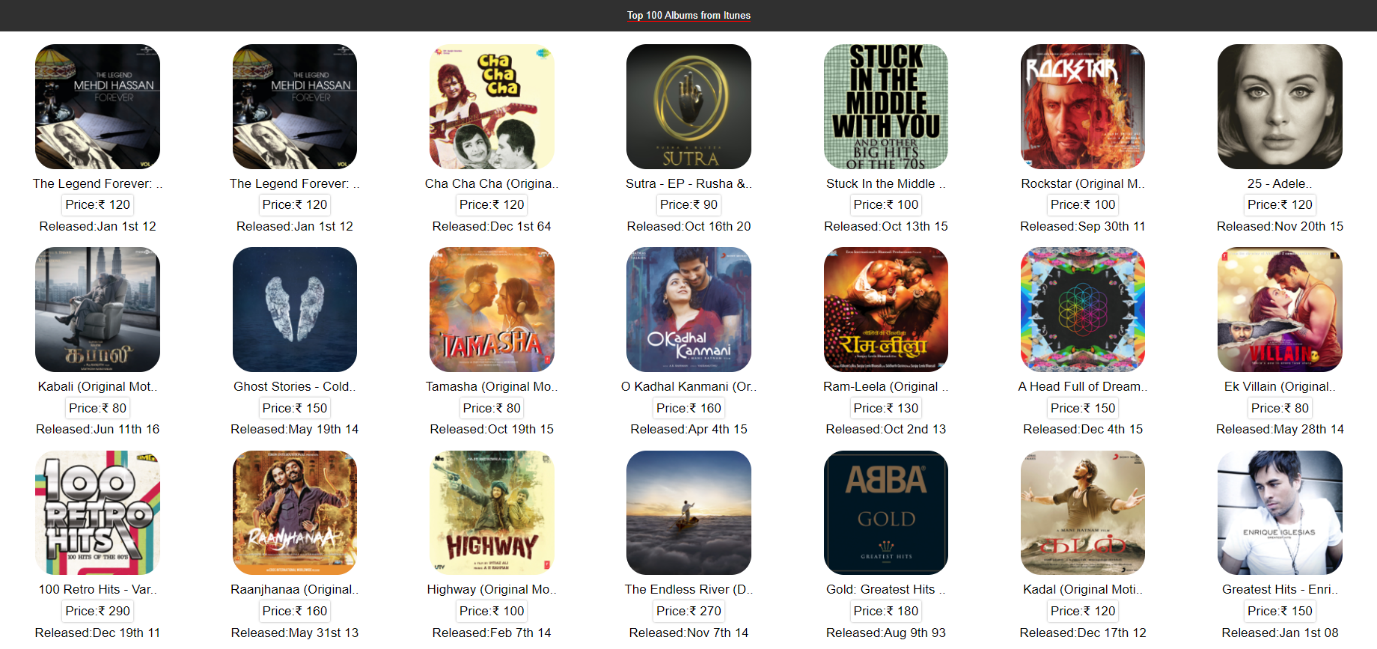 Top 100 Albums from Itunes
THE LEGEND
MEHDI HASSAN
FOREVER
VOL
THE LEGEND
MEHDI HASSAN
FOREVER
VOL
Cha
Cha
Cha
SUTRA
STUCK
IN THE
MIDDLE
WITH YOU
AND OTHER
BIG HITS
OF THE '70s
ROCKSTAR
The Legend Forever: ..
The Legend Forever: ..
Cha Cha Cha (Origina..
Sutra - EP - Rusha &..
Stuck In the Middle ..
Rockstar (Original M..
25 - Adele..
Price:₹ 120
Price:₹ 120
Price:₹ 120
Price:₹ 90
Price:₹ 100
Price:₹ 100
Price:₹ 120
Released:Jan 1st 12
Released:Jan 1st 12
Released:Dec 1st 64
Released:Oct 16th 20
Released:Oct 13th 15
Released:Sep 30th 11
Released:Nov 20th 15
கபாலி
TAMASHA
O Kadhal
Kanmani
राम-लीला
VILLAIN
Kabali (Original Mot..
Ghost Stories - Cold..
Tamasha (Original Mo..
O Kadhal Kanmani (Or..
Ram-Leela (Original ..
A Head Full of Dream..
Ek Villain (Original..
Price:₹ 80
Price:₹ 150
Price:₹ 80
Price:₹ 160
Price:₹ 130
Price:₹ 150
Price:₹ 80
Released:Jun 11th 16
Released:May 19th 14
Released:Oct 19th 15
Released:Apr 4th 15
Released:Oct 2nd 13
Released:Dec 4th 15
Released:May 28th 14
100
RETRO
HITS
100 HITS OF THE 80'S
RAANJHANAA
HIGHWAY
UTV
ABBA
GOLD
GREATEST HITS
கடல்
ENRIQUE IGLESIAS
100 Retro Hits - Var..
Raanjhanaa (Original..
Highway (Original Mo..
The Endless River (D..
Gold: Greatest Hits ..
Kadal (Original Moti..
Greatest Hits - Enri..
Price:₹ 290
Price:₹ 160
Price:₹ 100
Price:₹ 270
Price:₹ 180
Price:₹ 120
Price:₹ 150
Released:Dec 19th 11
Released:May 31st 13
Released:Feb 7th 14
Released:Nov 7th 14
Released:Aug 9th 93
Released:Dec 17th 12
Released:Jan 1st 08